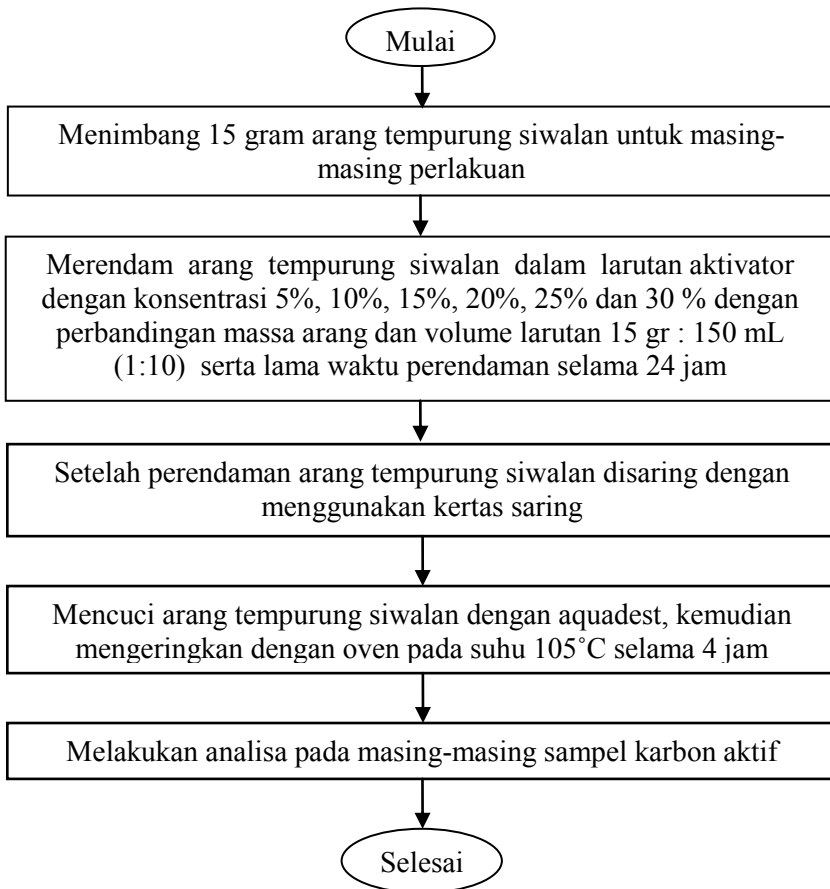 Mulai
Menimbang 15 gram arang tempurung siwalan untuk masing-
masing perlakuan
Merendam arang tempurung siwalan dalam larutan aktivator
dengan konsentrasi 5%, 10%, 15%, 20%, 25% dan 30 % dengan
perbandingan massa arang dan volume larutan 15 gr : 150 mL
(1:10) serta lama waktu perendaman selama 24 jam
Setelah perendaman arang tempurung siwalan disaring dengan
menggunakan kertas saring
Mencuci arang tempurung siwalan dengan aquadest, kemudian
mengeringkan dengan oven pada suhu 105˚C selama 4 jam
Melakukan analisa pada masing-masing sampel karbon aktif
Selesai